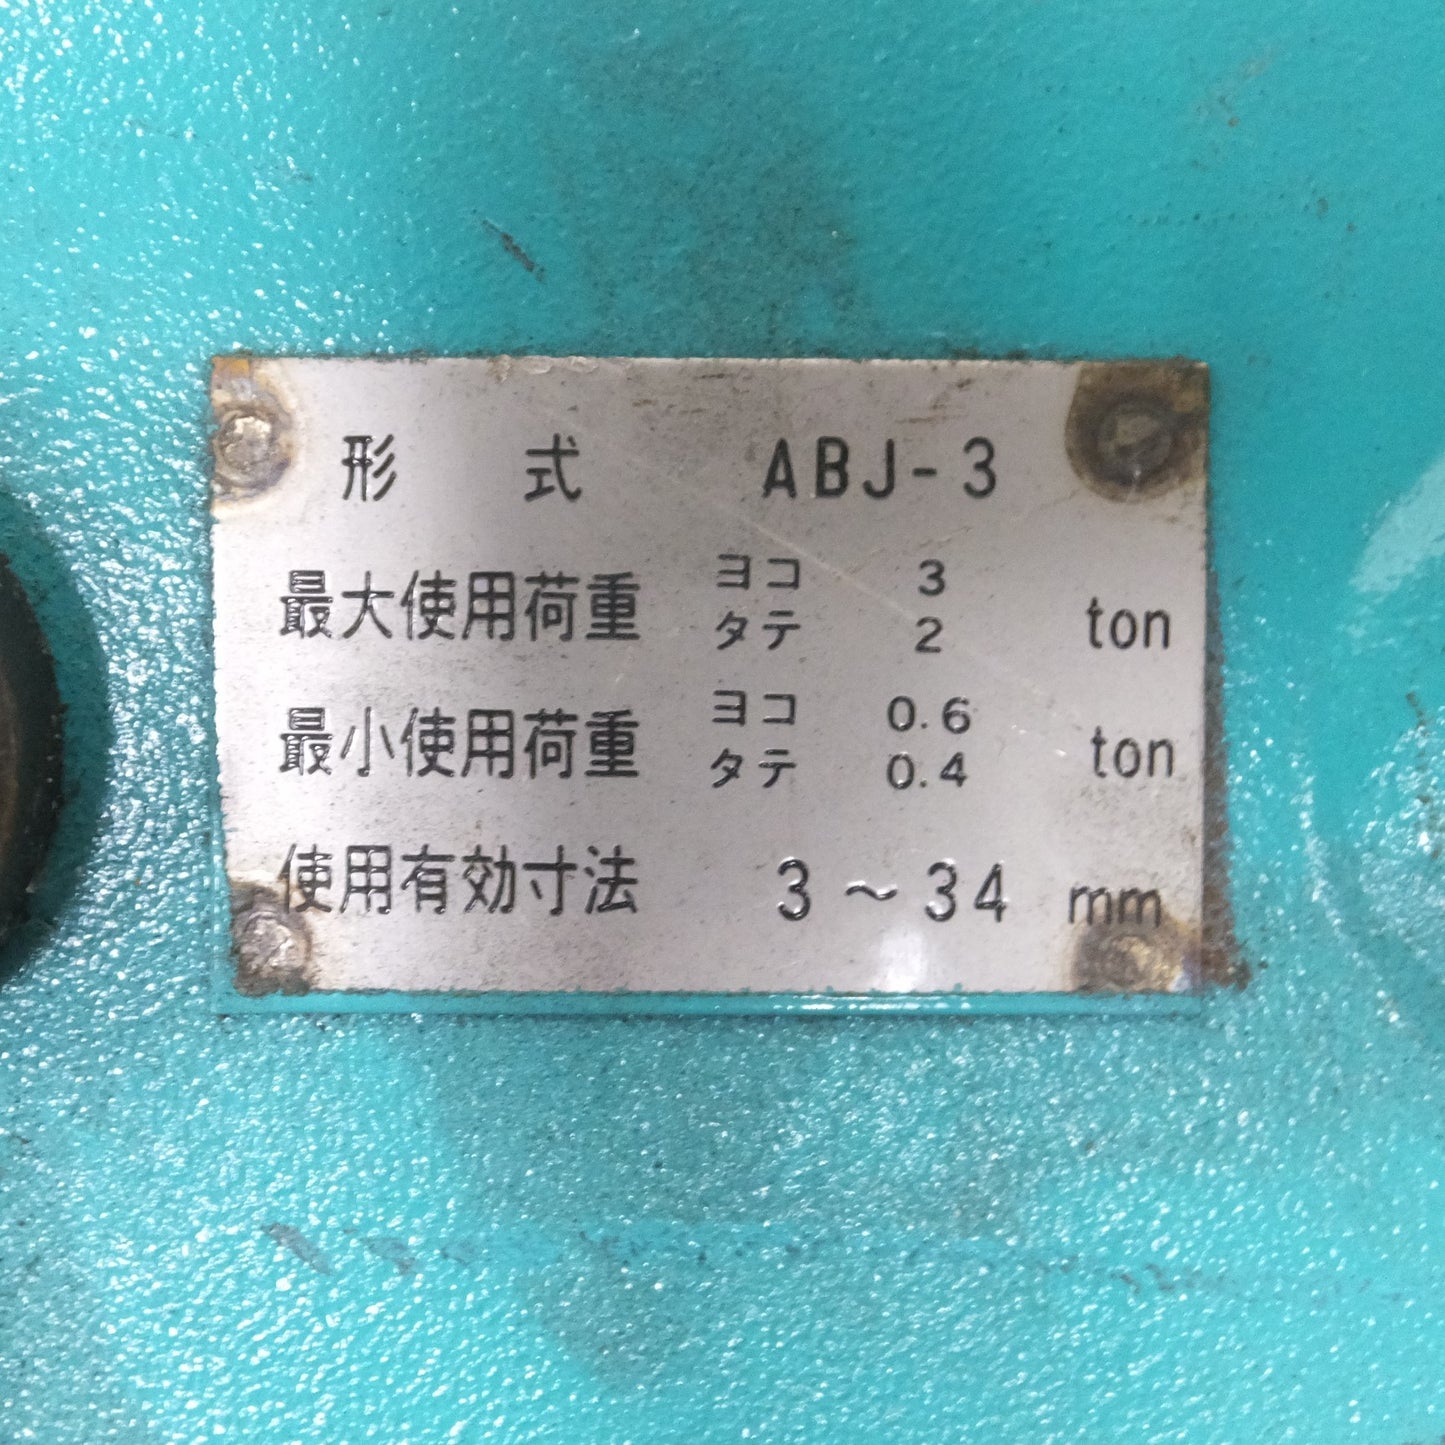 形 式 ABJ-3
最大使用荷重 ヨコ 3
タテ 2 ton
最小使用荷重 ヨコ 0.6
タテ 0.4 ton
使用有効寸法 3～34 mm